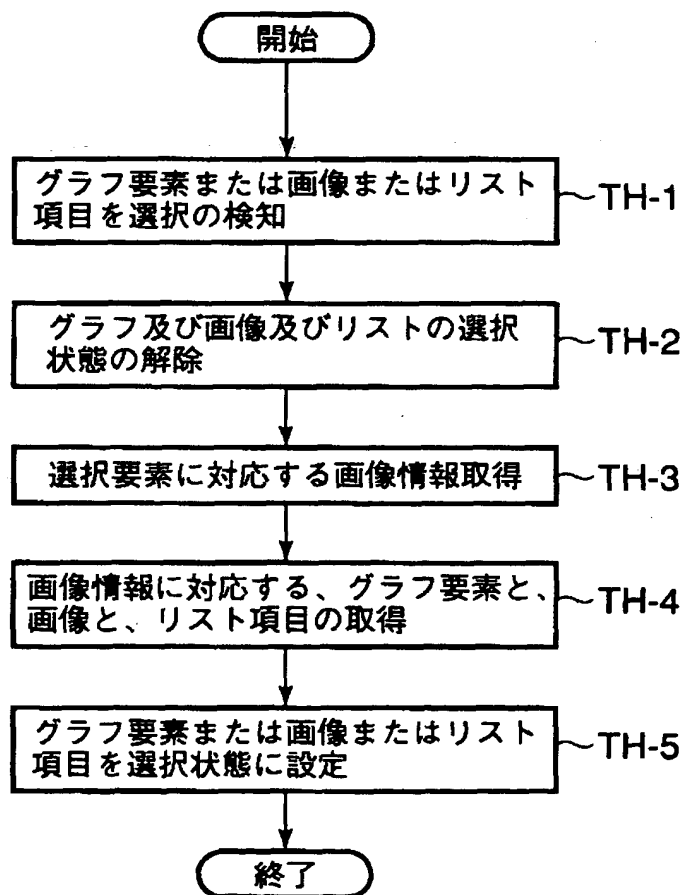 開始
グラフ要素または画像またはリスト
項目を選択の検知
TH-1
グラフ及び画像及びリストの選択
状態の解除
TH-2
選択要素に対応する画像情報取得
TH-3
画像情報に対応する、グラフ要素と、
画像と、リスト項目の取得
TH-4
グラフ要素または画像またはリスト
項目を選択状態に設定
TH-5
終了